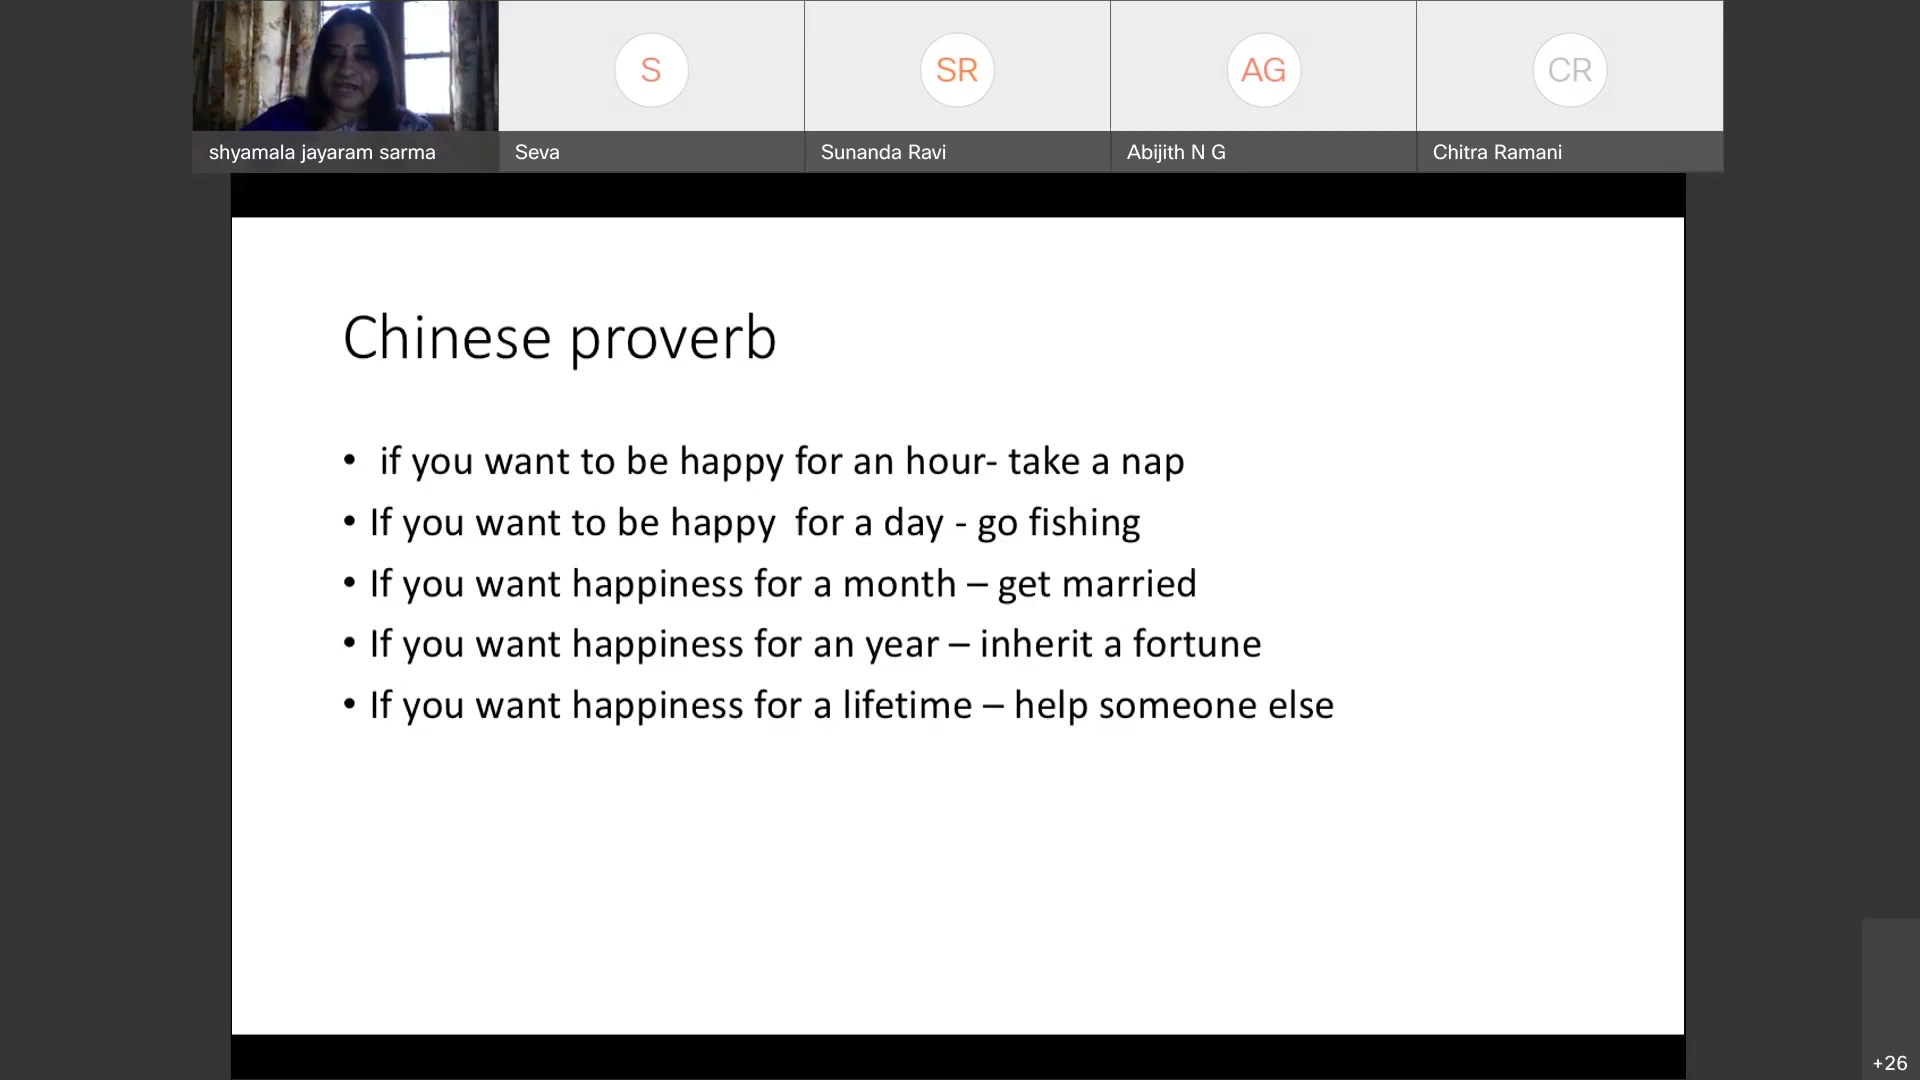 S
SR
AG
CR
shyamala jayaram sarma
Seva
Sunanda Ravi
Abijith N G
Chitra Ramani
Chinese proverb
• if you want to be happy for an hour- take a nap
• If you want to be happy  for a day - go fishing
• If you want happiness for a month – get married
• If you want happiness for an year – inherit a fortune
• If you want happiness for a lifetime – help someone else
+26